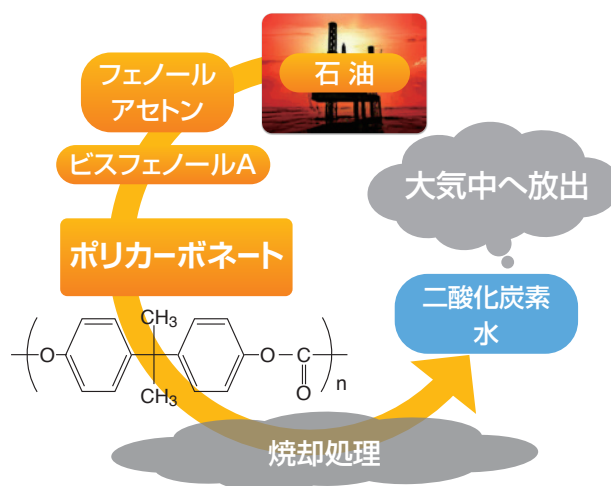 石油
フェノール
アセトン
ビスフェノールA
ポリカーボネート
大気中へ放出
二酸化炭素
水
CH3
O
O
C
O
CH3
n
焼却処理